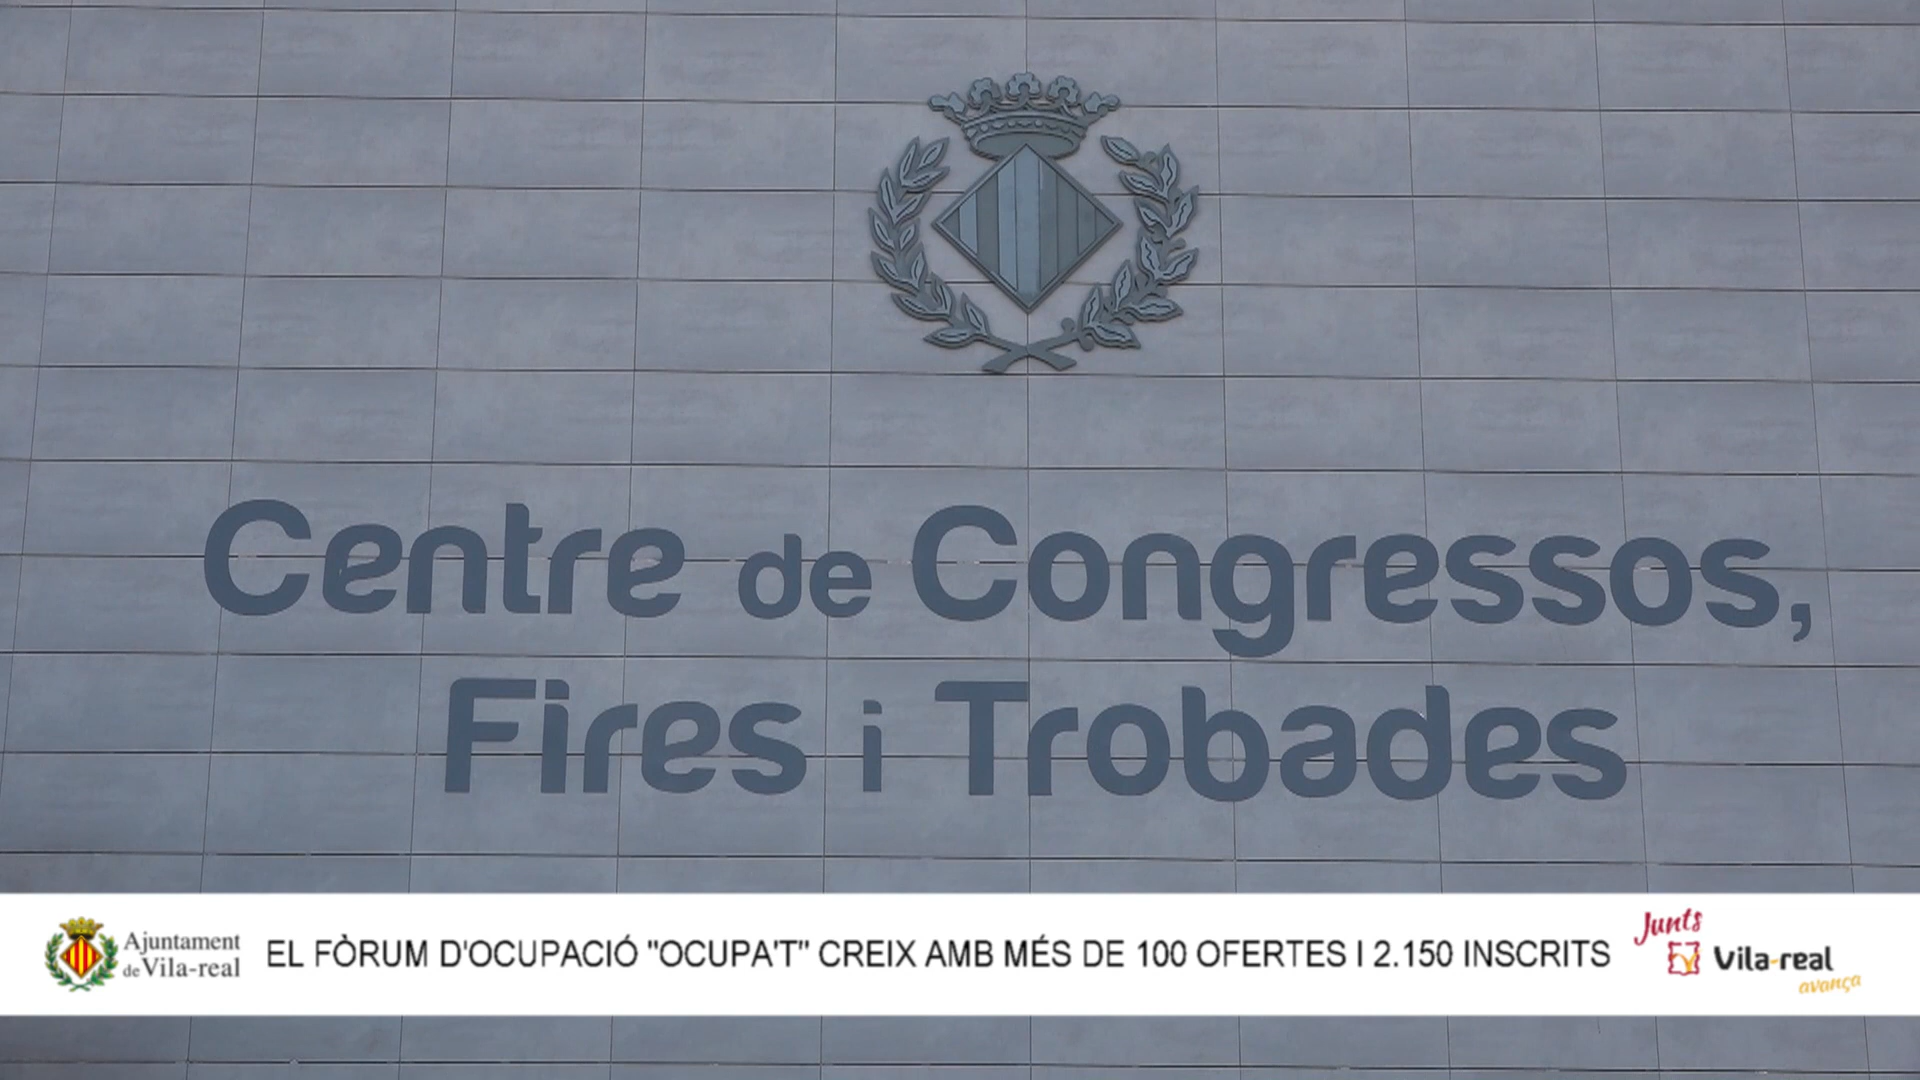 Centre de Congressos,
Fires i Trobades
Ajuntament
de Vila-real
EL FÒRUM D'OCUPACIÓ "OCUPA'T" CREIX AMB MÉS DE 100 OFERTES I 2.150 INSCRITS
Junts
Vila-real
avança